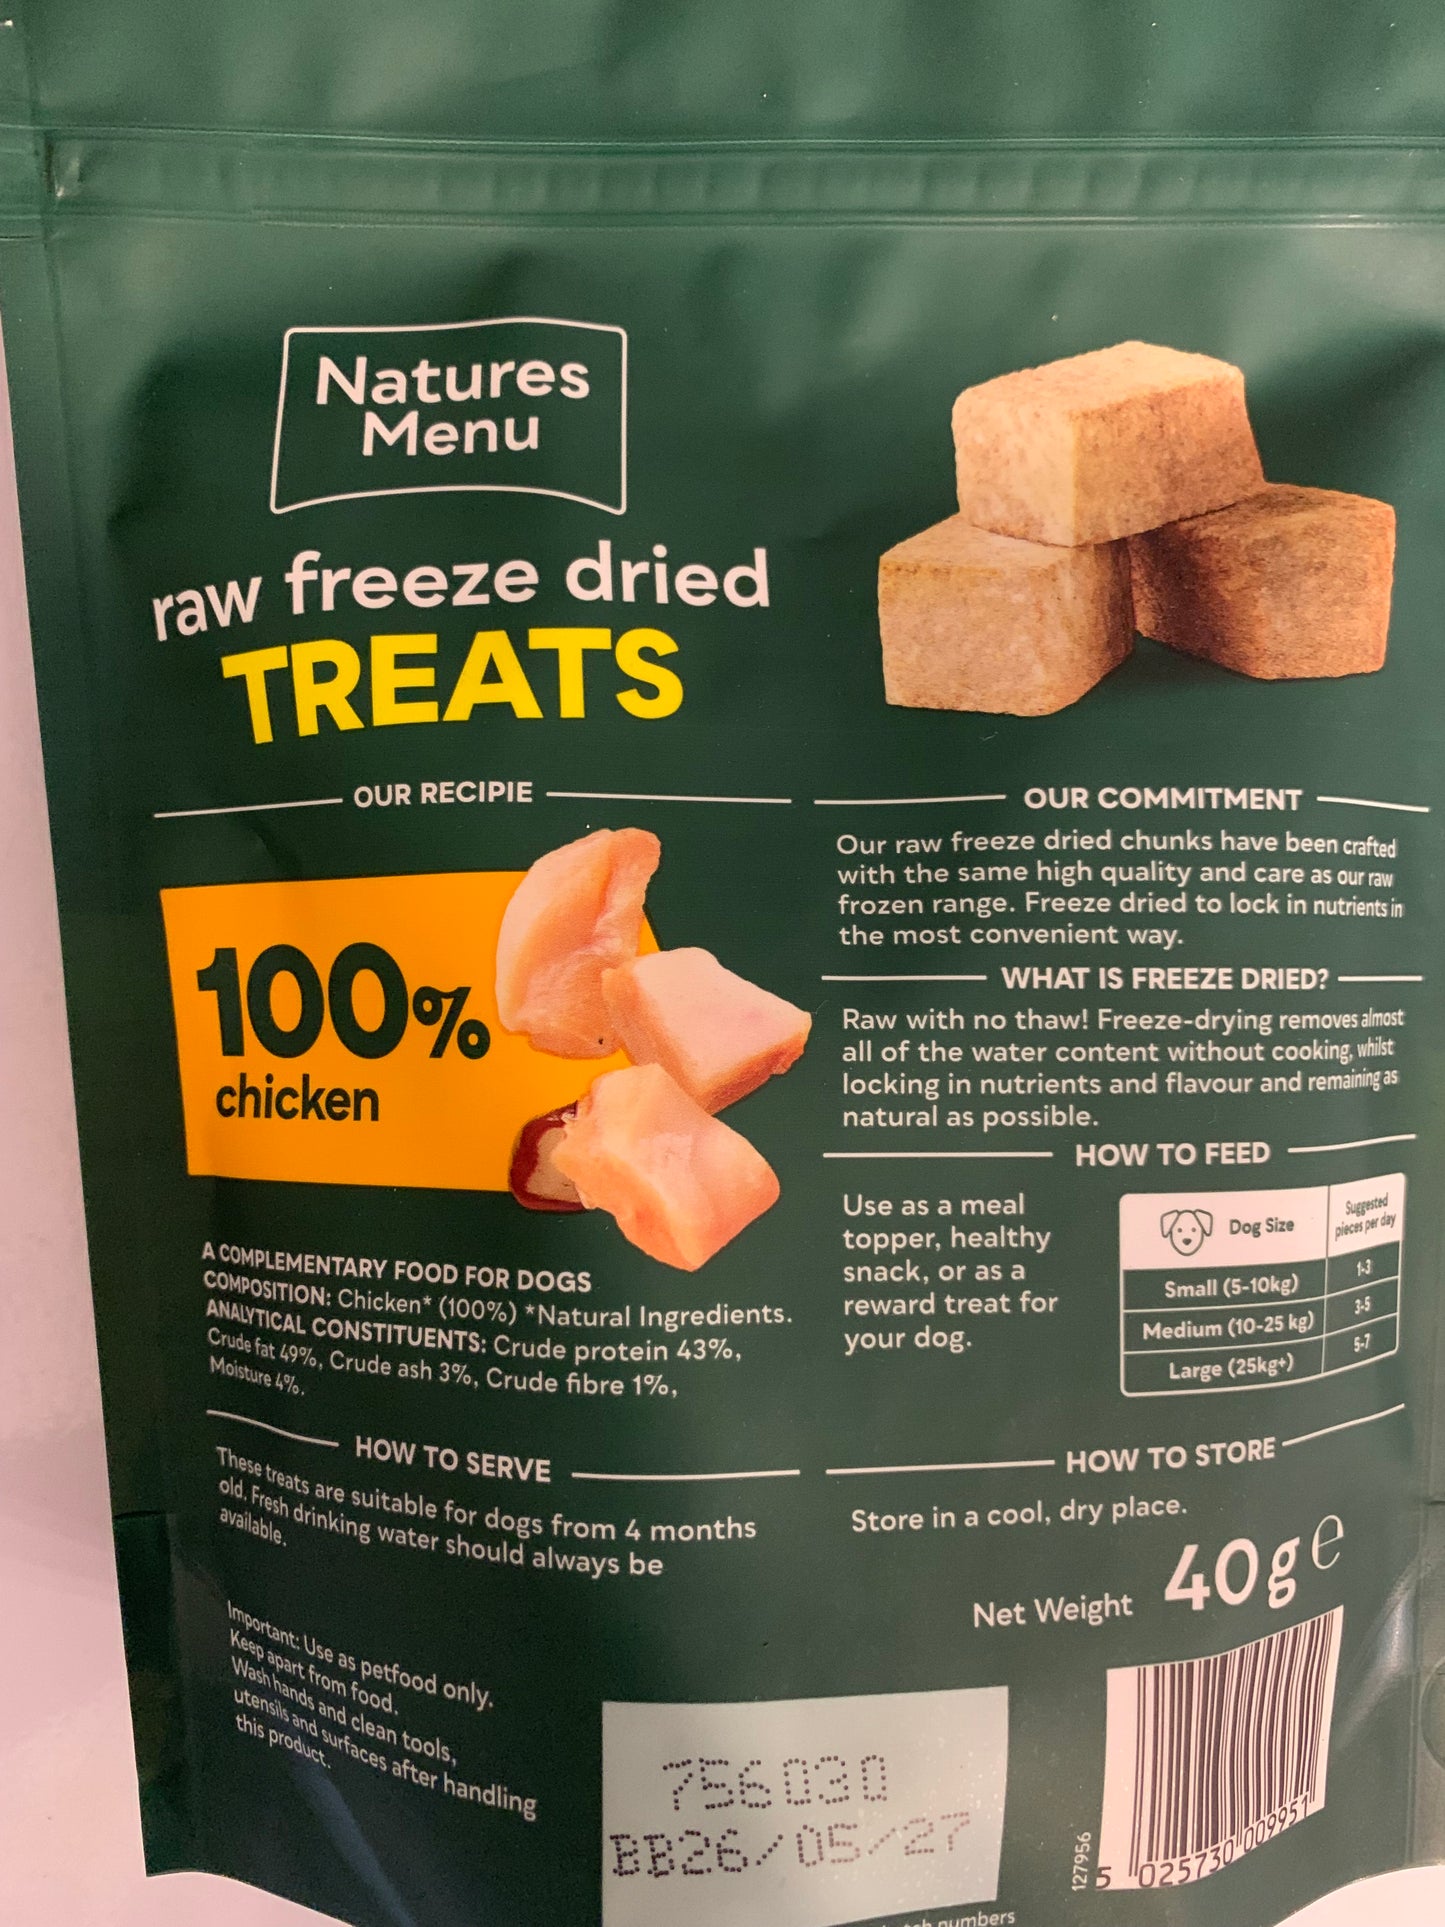 Natures
Menu
raw freeze dried
TREATS
OUR RECIPIE
100%
chicken
A COMPLEMENTARY FOOD FOR DOGS
COMPOSITION: Chicken* (100%) *Natural Ingredients.
ANALYTICAL CONSTITUENTS: Crude protein 43%,
Crude fat 49%, Crude ash 3%, Crude fibre 1%,
Moisture 4%.
HOW TO SERVE
These treats are suitable for dogs from 4 months
old. Fresh drinking water should always be
available.
Important: Use as petfood only.
Keep apart from food.
Wash hands and clean tools,
utensils and surfaces after handling
this product.
OUR COMMITMENT
Our raw freeze dried chunks have been crafted
with the same high quality and care as our raw
frozen range. Freeze dried to lock in nutrients in
the most convenient way.
WHAT IS FREEZE DRIED?
Raw with no thaw! Freeze-drying removes almost
all of the water content without cooking, whilst
locking in nutrients and flavour and remaining as
natural as possible.
HOW TO FEED
Use as a meal
topper, healthy
snack, or as a
reward treat for
your dog.
Dog Size Suggested
pieces per day
Small (5-10kg) 1-3
Medium (10-25 kg) 3-5
Large (25kg+) 5-7
HOW TO STORE
Store in a cool, dry place.
Net Weight 40g e
756030
BB26/05/27
127956
5 025730 009951
numbers